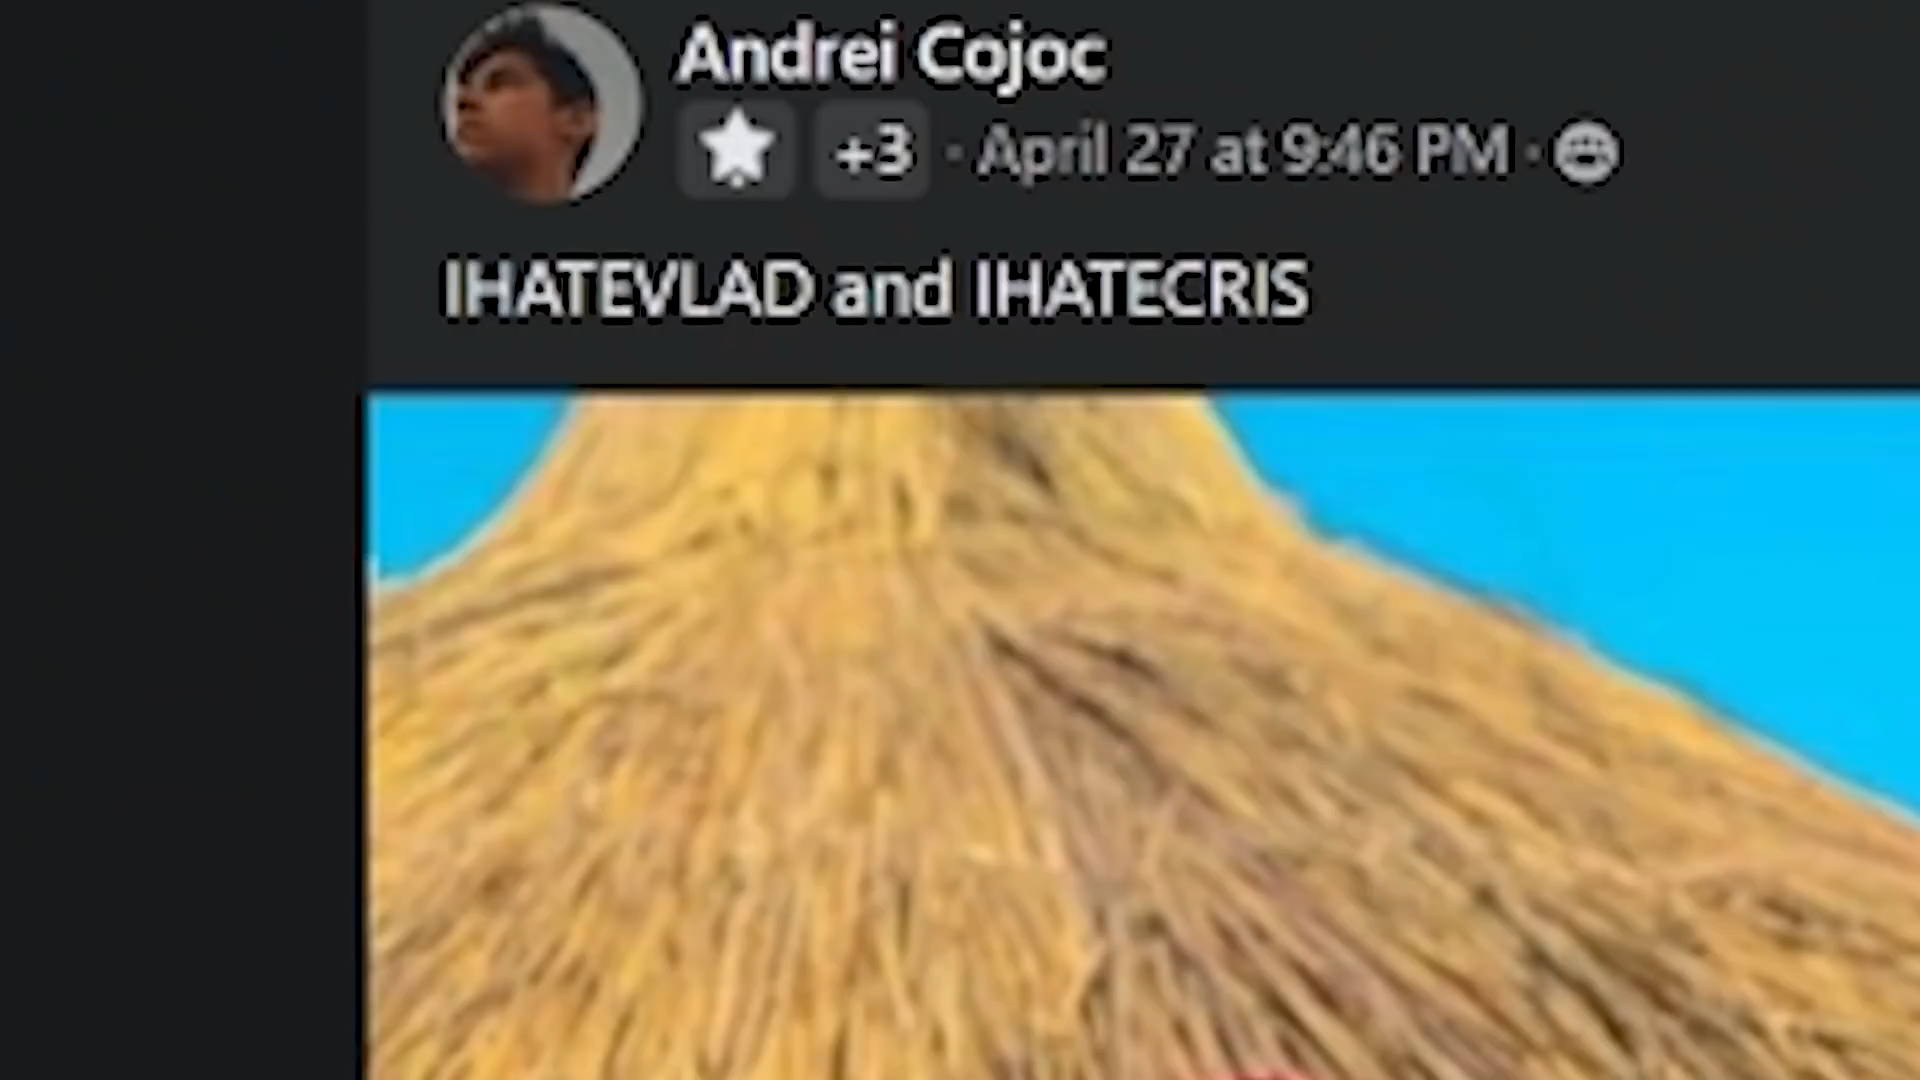 Andrei Cojoc
+3 · April 27 at 9:46 PM ·
IHATEVLAD and IHATECRIS